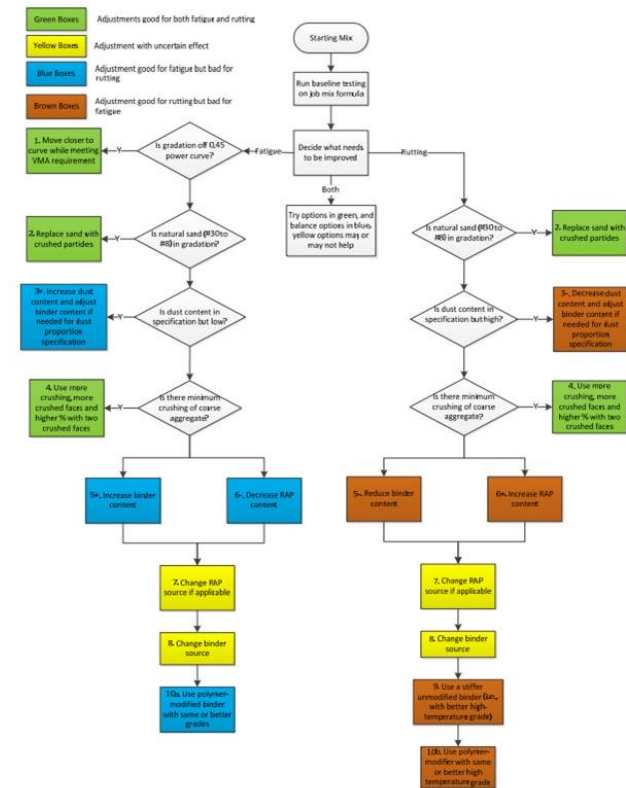 Green Boxes
Adjustments good for both fatigue and rutting
Yellow Boxes
Adjustment with uncertain effect
Blue Boxes
Adjustment good for fatigue but bad for
rutting
Brown Boxes
Adjustment good for rutting but bad for
fatigue
Starting Mix
Run baseline testing
on job mix formula
Decide what needs
to be improved
Fatigue
Rutting
Both
Try options in green, and
balance options in blue,
yellow options may or
may not help
Is gradation off 0.45
power curve?
Y
1. Move closer to
curve while meeting
VMA requirement
Is natural sand (#30 to
#8) in gradation?
Y
2. Replace sand with
crushed particles
Is dust content in
specification but low?
Y
3+. Increase dust
content and adjust
binder content if
needed for dust
proportion
specification
Is there minimum
crushing of coarse
aggregate?
Y
4. Use more
crushing, more
crushed faces and
higher % with two
crushed faces
5+. Increase binder
content
6-. Decrease RAP
content
7. Change RAP
source if applicable
8. Change binder
source
10a. Use polymer-
modified binder
with same or better
grades
Is natural sand (#30 to
#8) in gradation?
Y
2. Replace sand with
crushed particles
Is dust content in
specification but high?
Y
3-. Decrease dust
content and adjust
binder content if
needed for dust
proportion
specification
Is there minimum
crushing of coarse
aggregate?
Y
4. Use more
crushing, more
crushed faces and
higher % with two
crushed faces
5-. Reduce binder
content
6+. Increase RAP
content
7. Change RAP
source if applicable
8. Change binder
source
9. Use a stiffer
unmodified binder (i.e.,
with better high-
temperature grade)
10b. Use polymer-
modifier with same
or better high
temperature grade